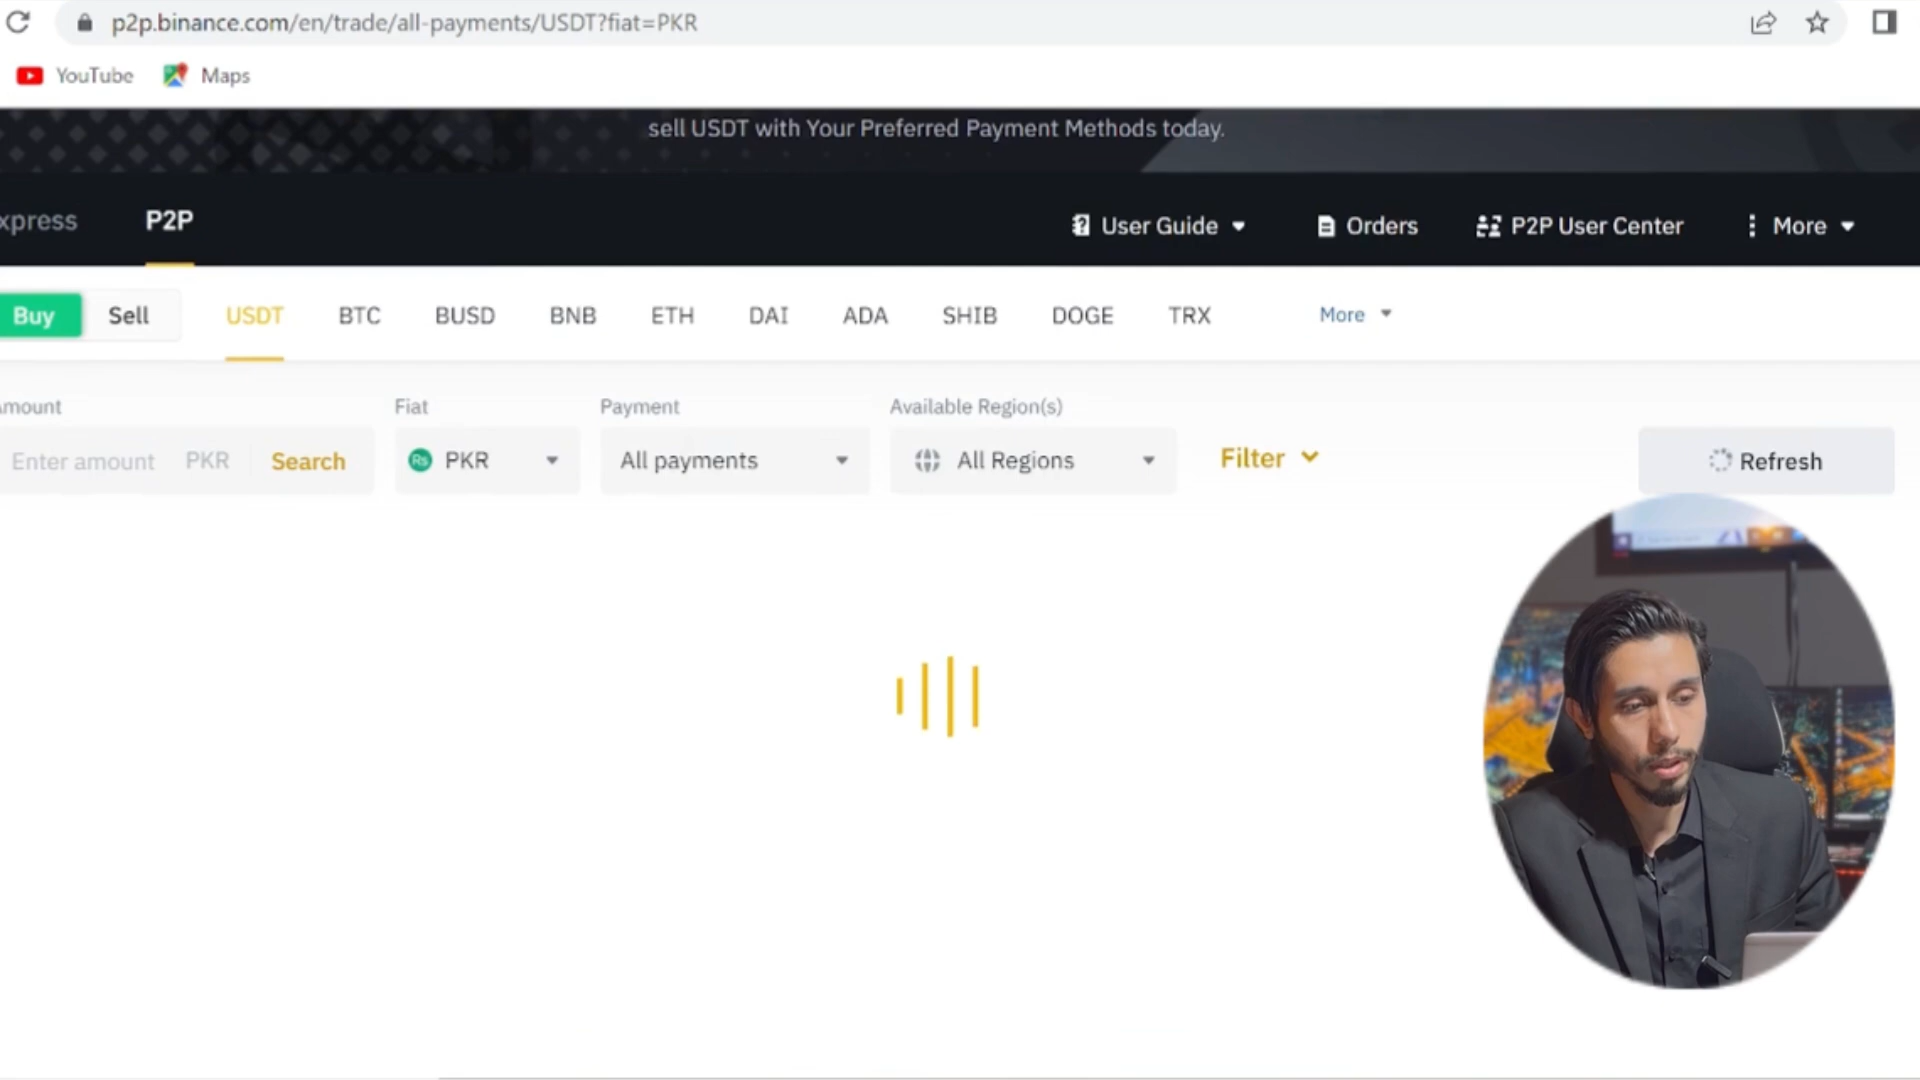 p2p.binance.com/en/trade/all-payments/USDT?fiat=PKR
YouTube Maps
sell USDT with Your Preferred Payment Methods today.
xpress P2P User Guide Orders P2P User Center More
Buy Sell USDT BTC BUSD BNB ETH DAI ADA SHIB DOGE TRX More
Amount Fiat Payment Available Region(s)
Enter amount PKR Search Rs PKR All payments All Regions Filter Refresh